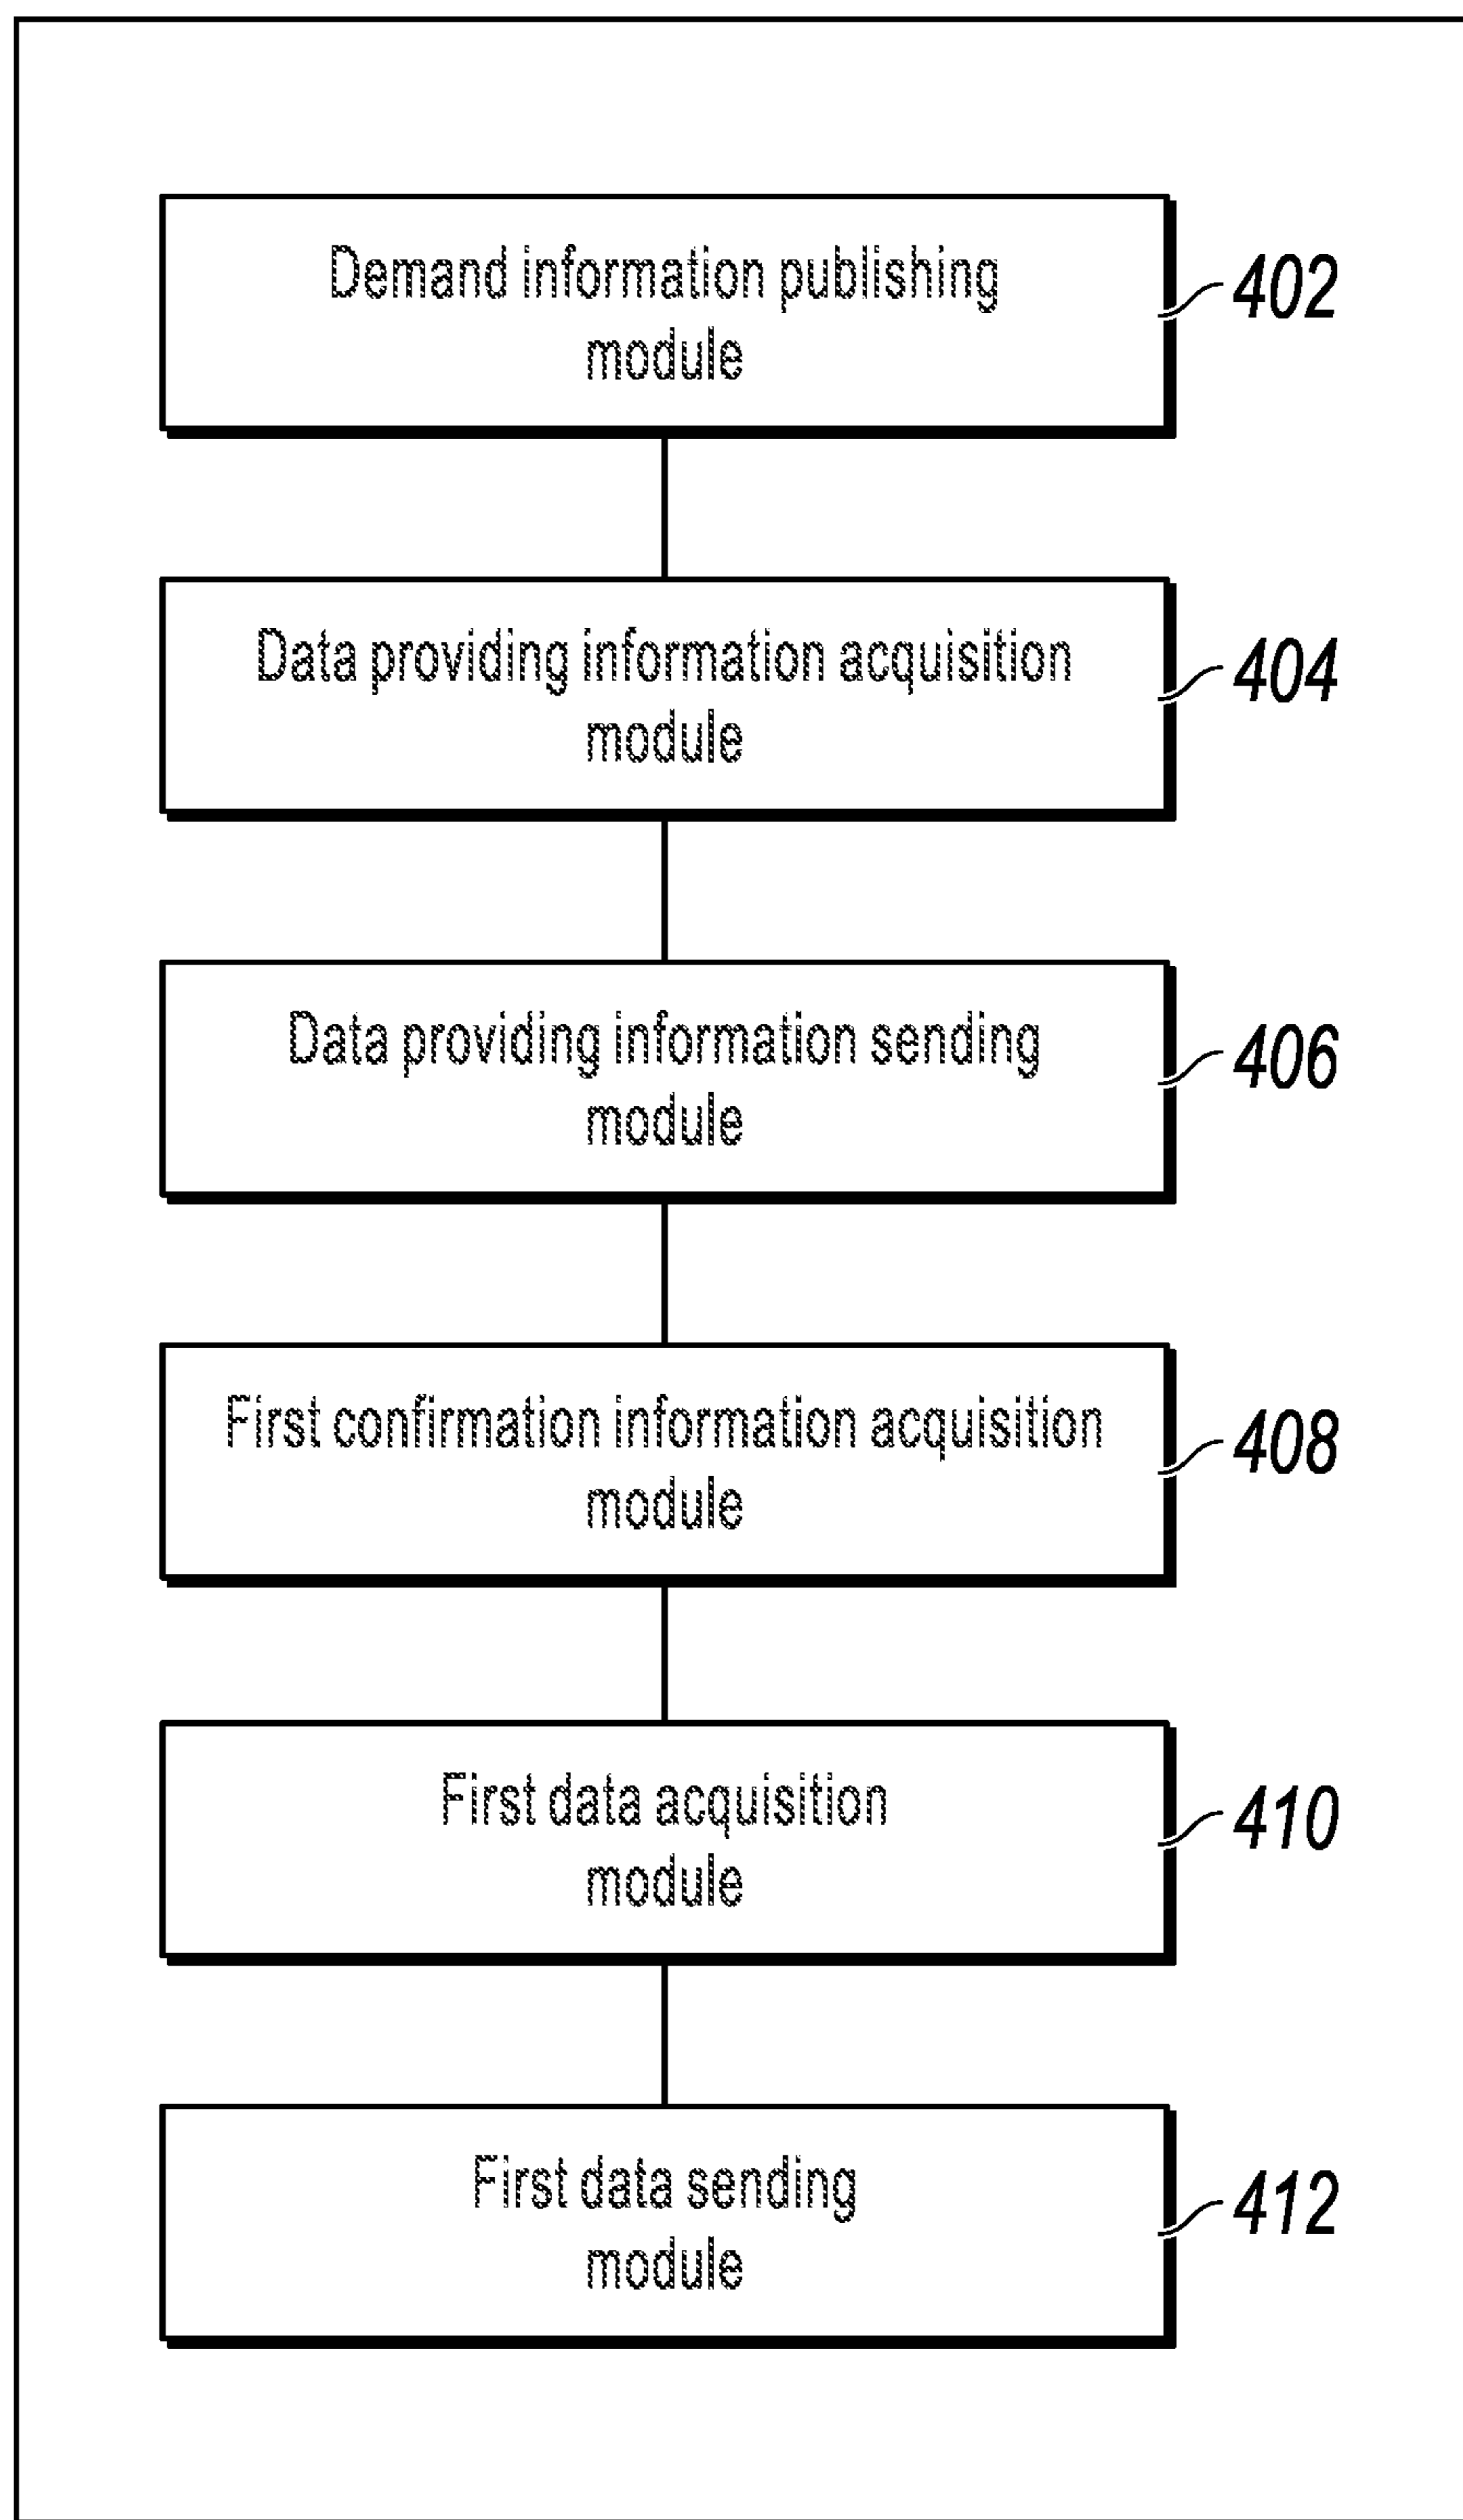 Demand information publishing
module
402
Data providing information acquisition
module
404
Data providing information sending
module
406
First confirmation information acquisition
module
408
First data acquisition
module
410
First data sending
module
412